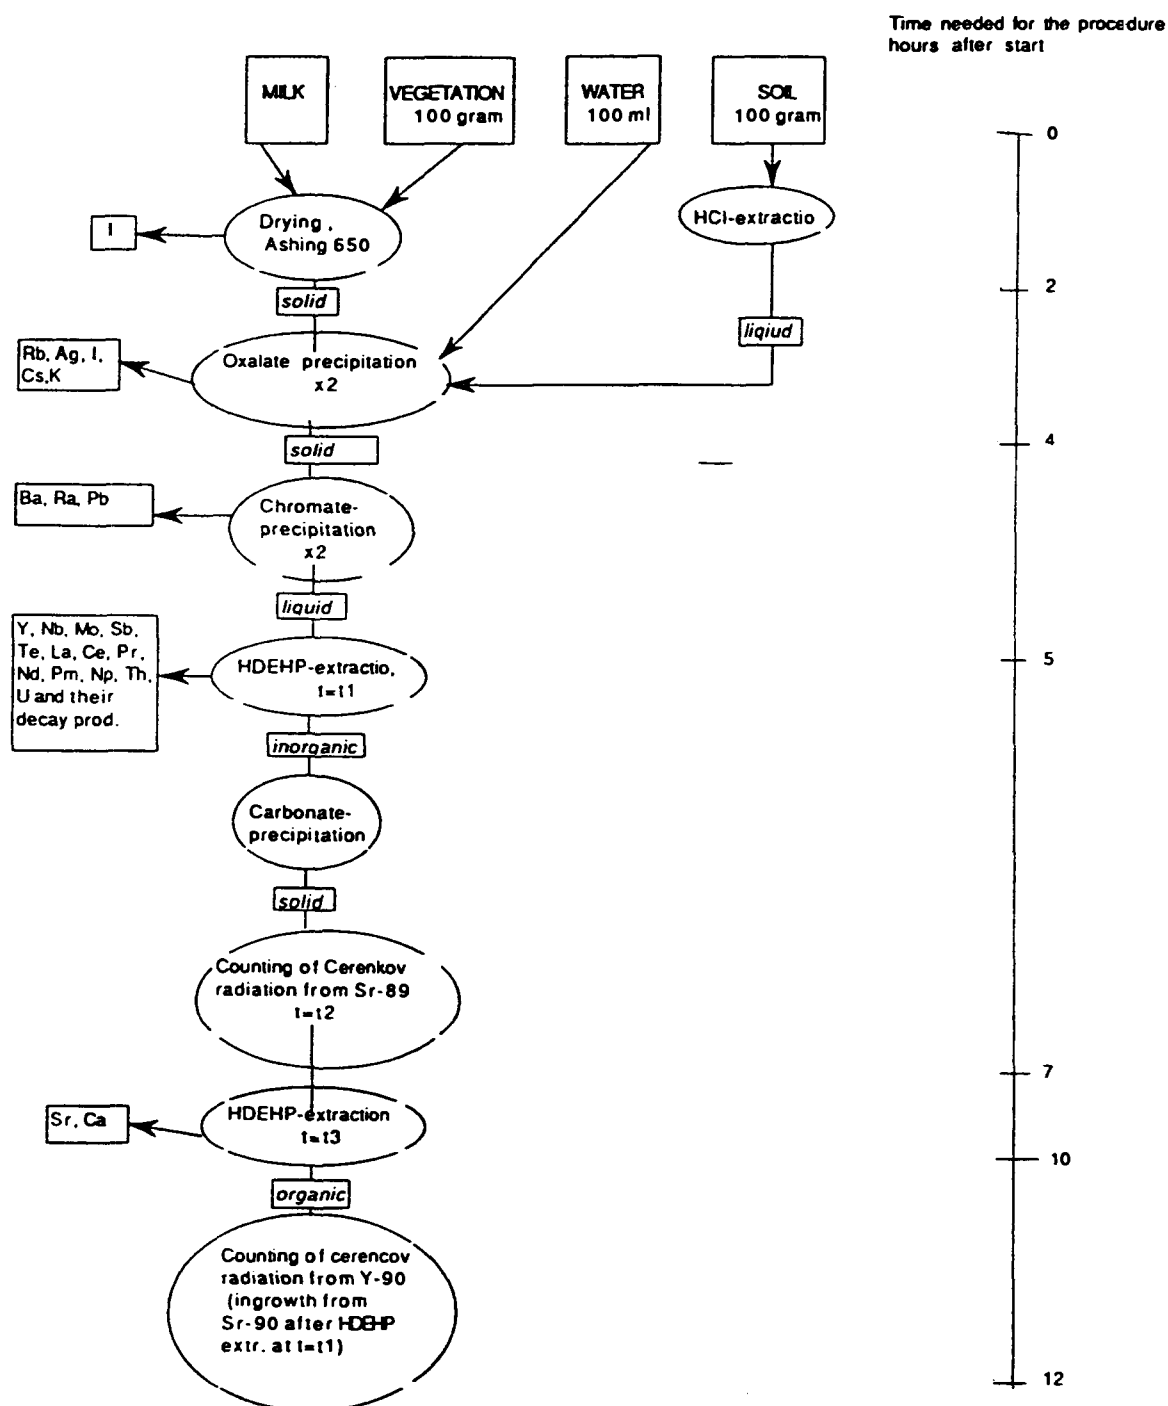 Time needed for the procedure
hours after start
MILK
VEGETATION
100 gram
WATER
100 ml
SOIL
100 gram
0
I
Drying,
Ashing 650
HCl-extractio
solid
2
liqiud
Rb, Ag, I,
Cs,K
Oxalate precipitation
x2
solid
4
Ba, Ra, Pb
Chromate-
precipitation
x2
liquid
Y, Nb, Mo, Sb,
Te, La, Ce, Pr,
Nd, Pm, Np, Th,
U and their
decay prod.
HDEHP-extractio,
t=t1
5
inorganic
Carbonate-
precipitation
solid
Counting of Cerenkov
radiation from Sr-89
t=t2
7
Sr, Ca
HDEHP-extraction
t=t3
10
organic
Counting of cerencov
radiation from Y-90
(ingrowth from
Sr-90 after HDEHP
extr. at t=t1)
12